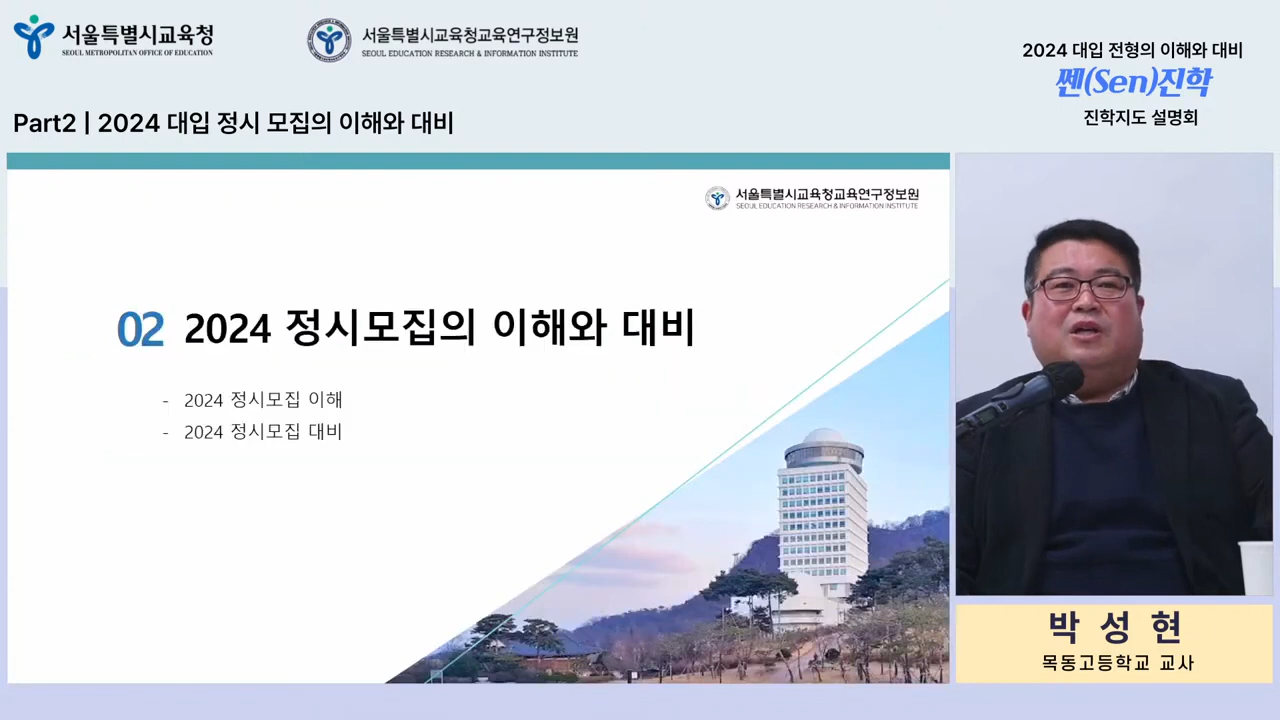 서울특별시교육청
SEOUL METROPOLITAN OFFICE OF EDUCATION
서울특별시교육청교육연구정보원
SEOUL EDUCATION RESEARCH & INFORMATION INSTITUTE
2024 대입 전형의 이해와 대비
쎈(Sen)진학
진학지도 설명회
Part2 | 2024 대입 정시 모집의 이해와 대비
서울특별시교육청교육연구정보원
SEOUL EDUCATION RESEARCH & INFORMATION INSTITUTE
02 2024 정시모집의 이해와 대비
- 2024 정시모집 이해
- 2024 정시모집 대비
박성현
목동고등학교 교사